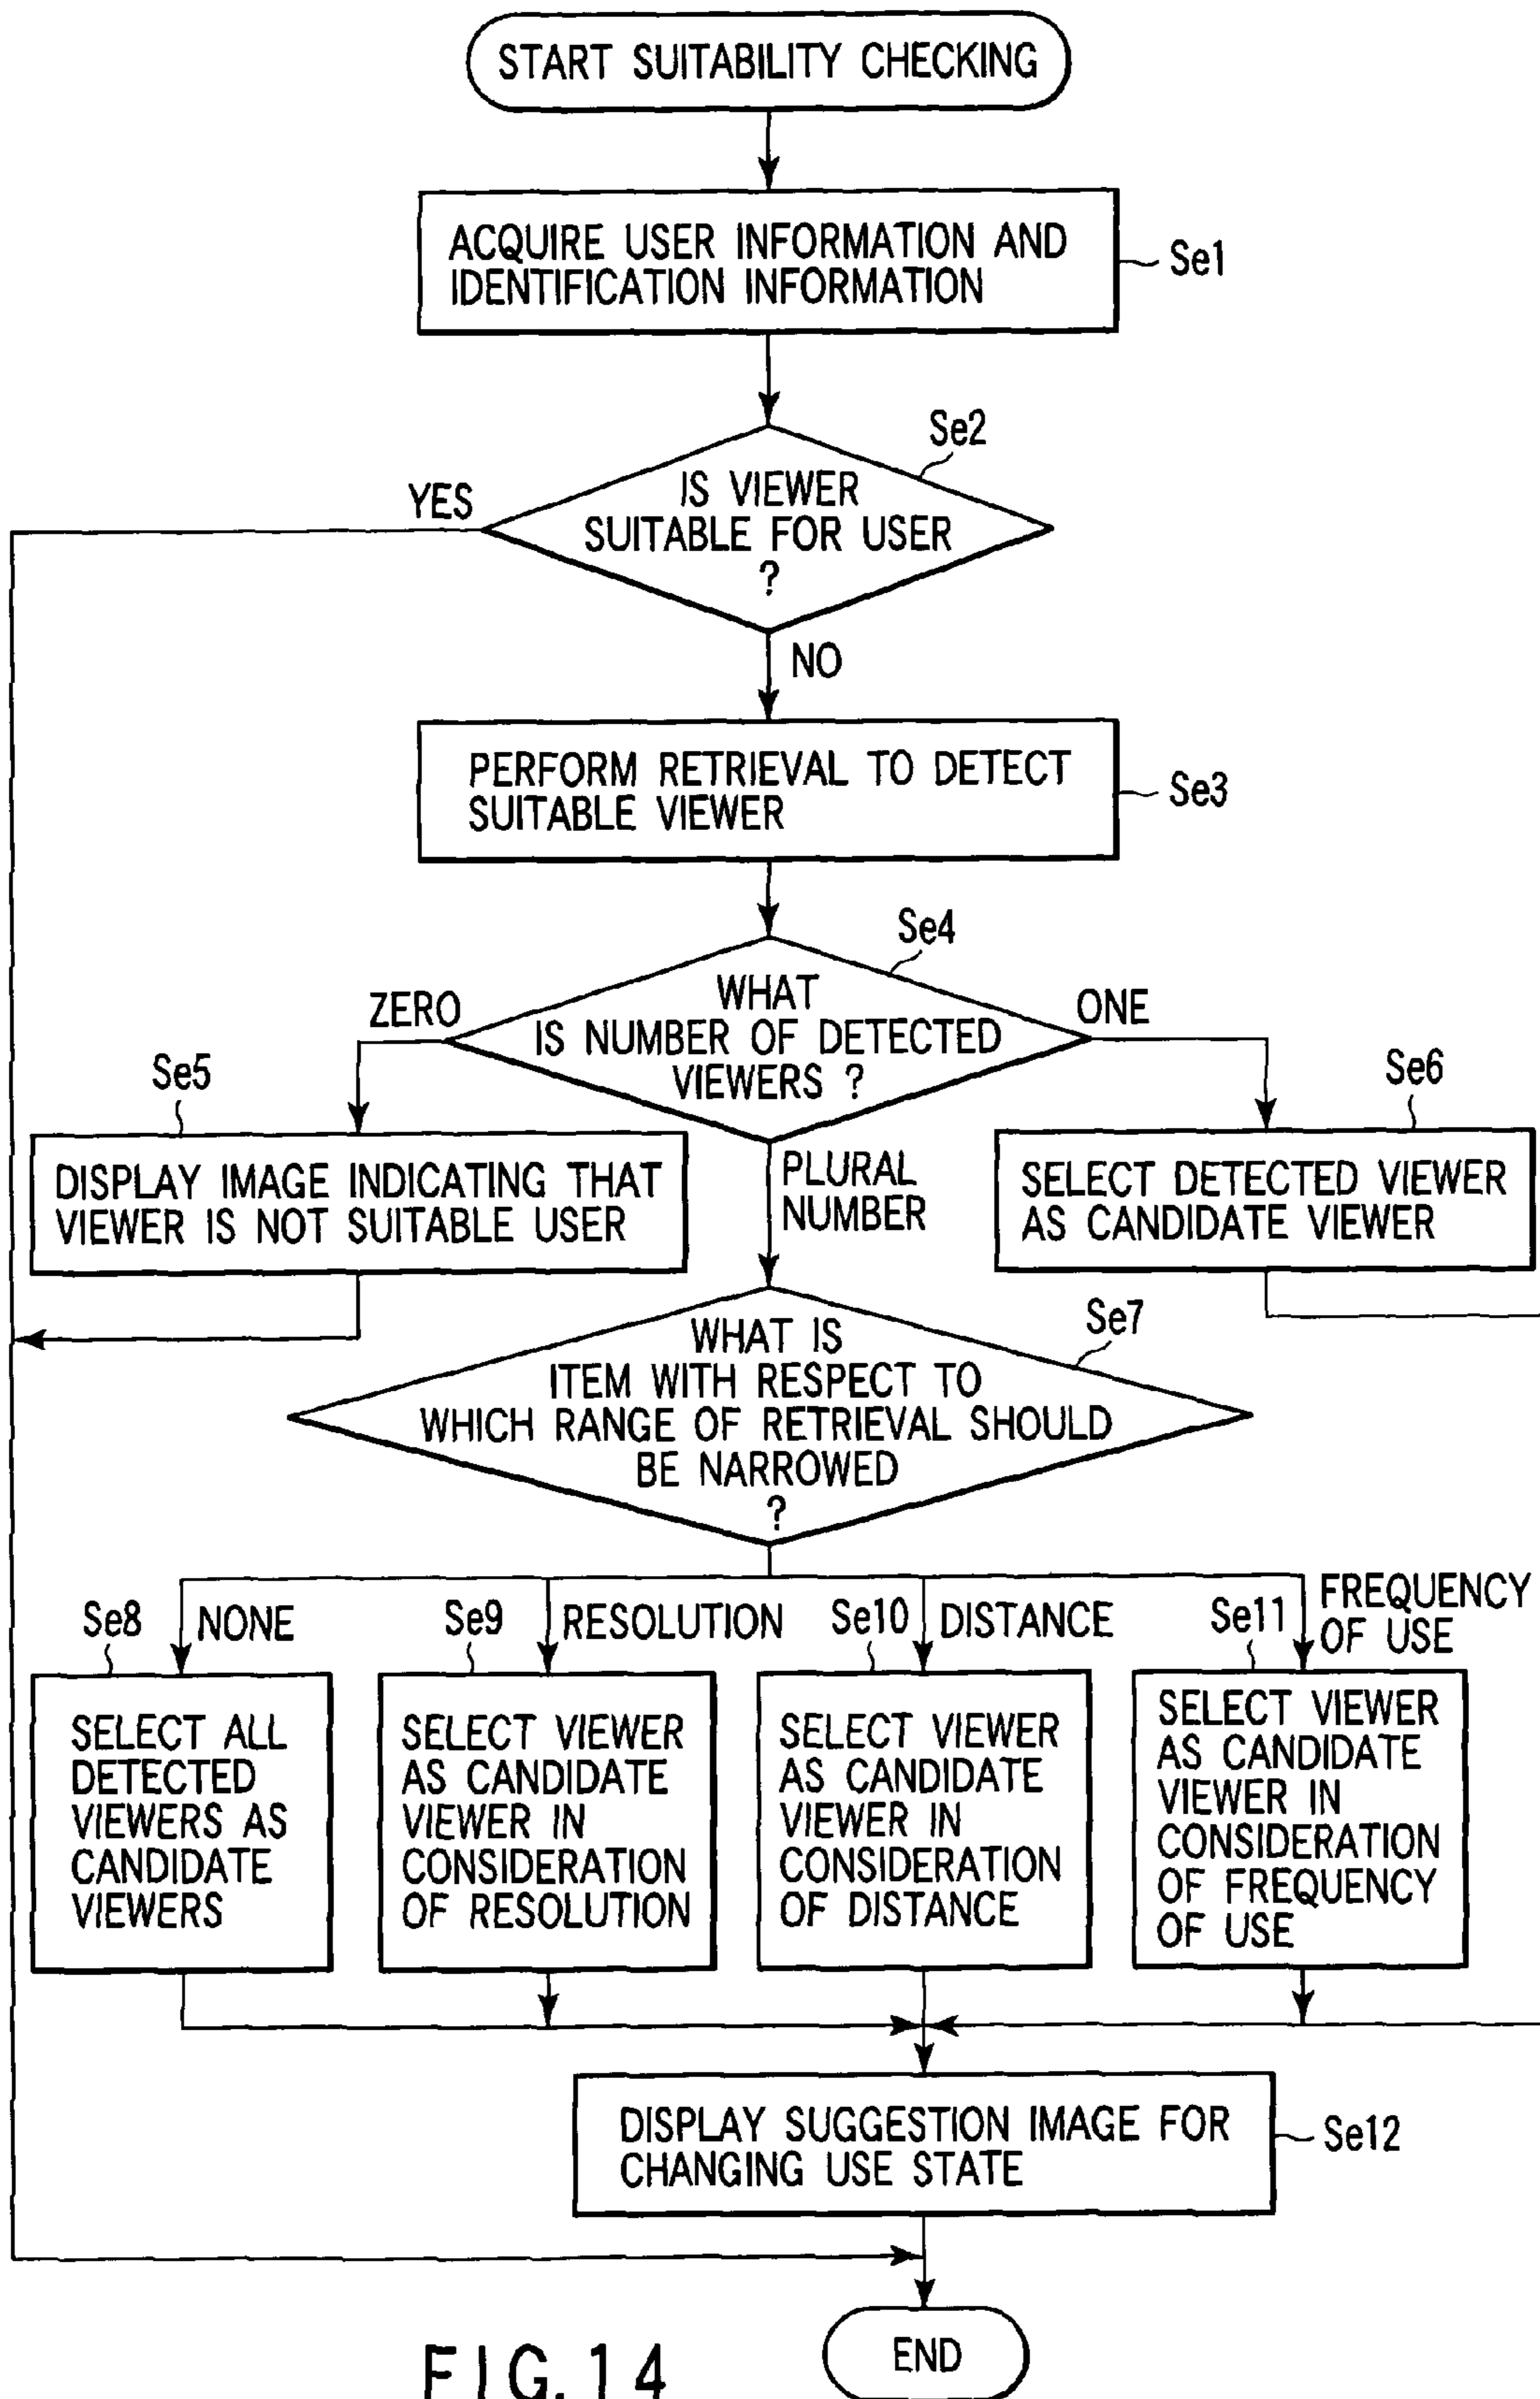 START SUITABILITY CHECKING
ACQUIRE USER INFORMATION AND
IDENTIFICATION INFORMATION
Se1
Se2
YES
IS VIEWER
SUITABLE FOR USER
?
NO
PERFORM RETRIEVAL TO DETECT
SUITABLE VIEWER
Se3
Se4
ZERO
WHAT
IS NUMBER OF DETECTED
VIEWERS ?
ONE
Se5
Se6
DISPLAY IMAGE INDICATING THAT
VIEWER IS NOT SUITABLE USER
PLURAL
NUMBER
SELECT DETECTED VIEWER
AS CANDIDATE VIEWER
Se7
WHAT IS
ITEM WITH RESPECT TO
WHICH RANGE OF RETRIEVAL SHOULD
BE NARROWED
?
Se8
NONE
Se9
RESOLUTION
Se10
DISTANCE
Se11
FREQUENCY
OF USE
SELECT ALL
DETECTED
VIEWERS AS
CANDIDATE
VIEWERS
SELECT VIEWER
AS CANDIDATE
VIEWER IN
CONSIDERATION
OF RESOLUTION
SELECT VIEWER
AS CANDIDATE
VIEWER IN
CONSIDERATION
OF DISTANCE
SELECT VIEWER
AS CANDIDATE
VIEWER IN
CONSIDERATION
OF FREQUENCY
OF USE
DISPLAY SUGGESTION IMAGE FOR
CHANGING USE STATE
Se12
END
FIG. 14